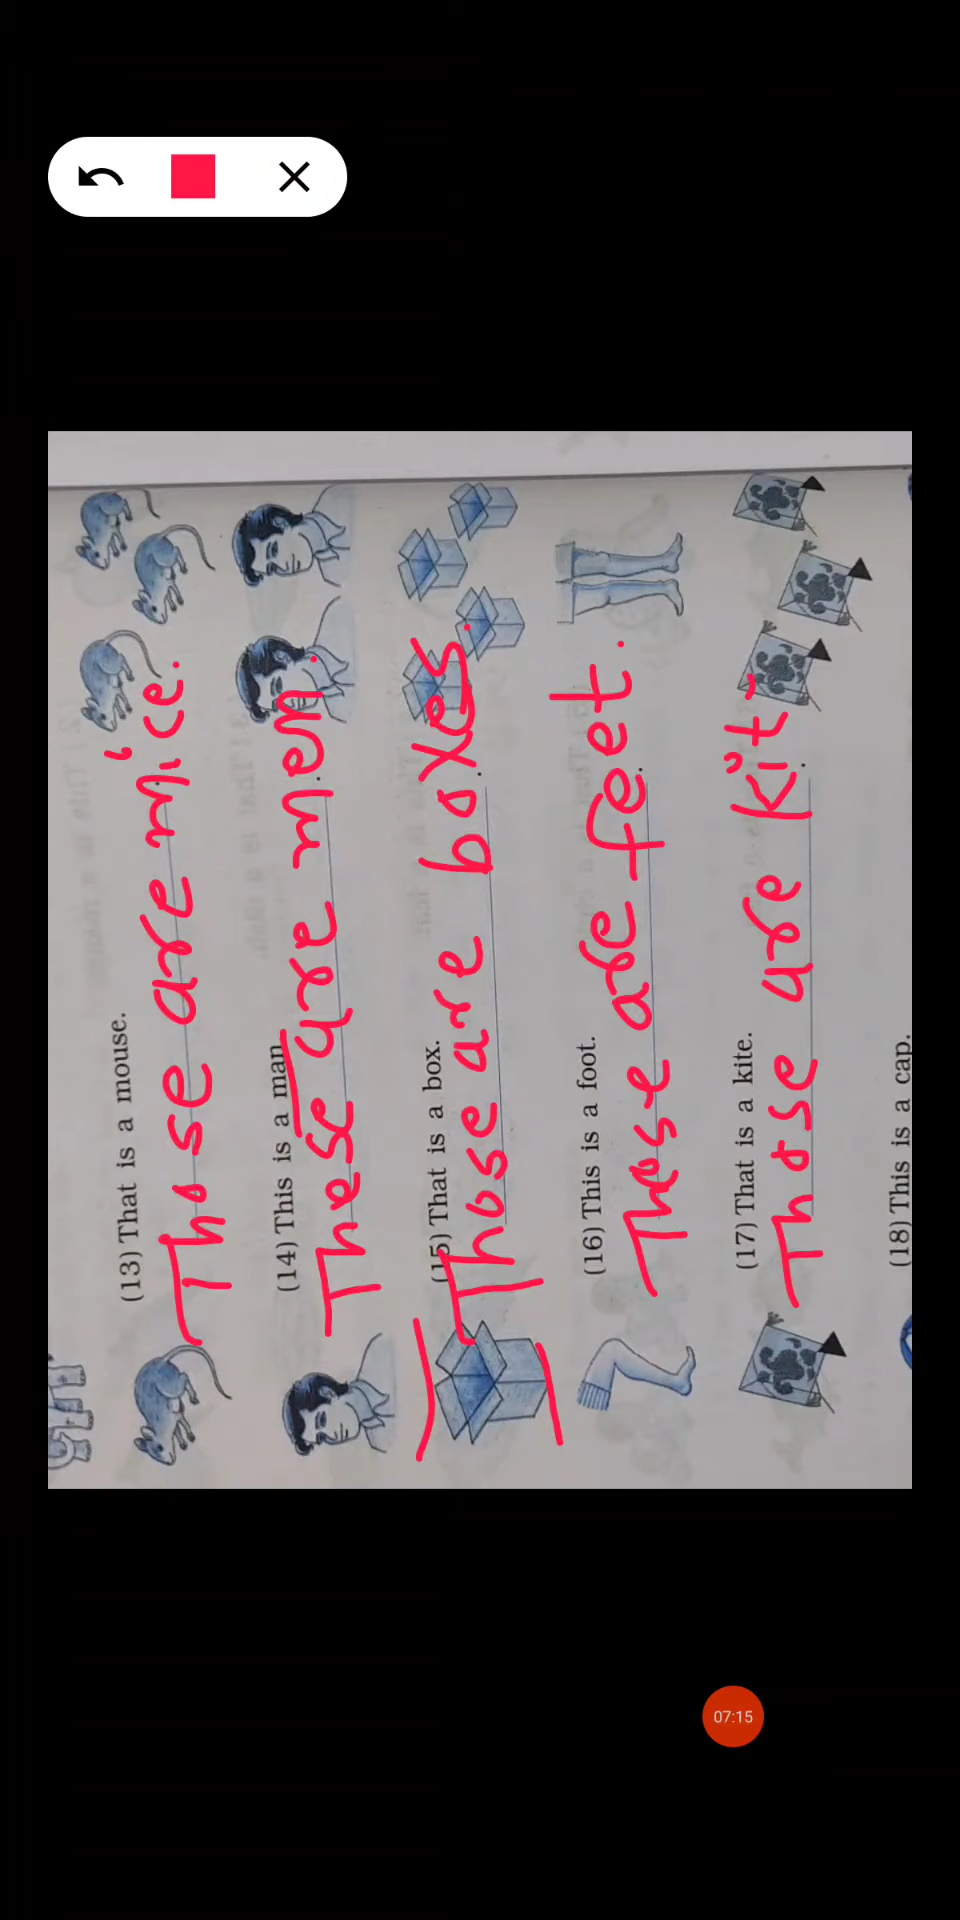 (13) That is a mouse.
Those are mice.
(14) This is a man.
These are men.
(15) That is a box.
Those are boxes.
(16) This is a foot.
These are feet.
(17) That is a kite.
Those are kit
(18) This is a cap.
07:15